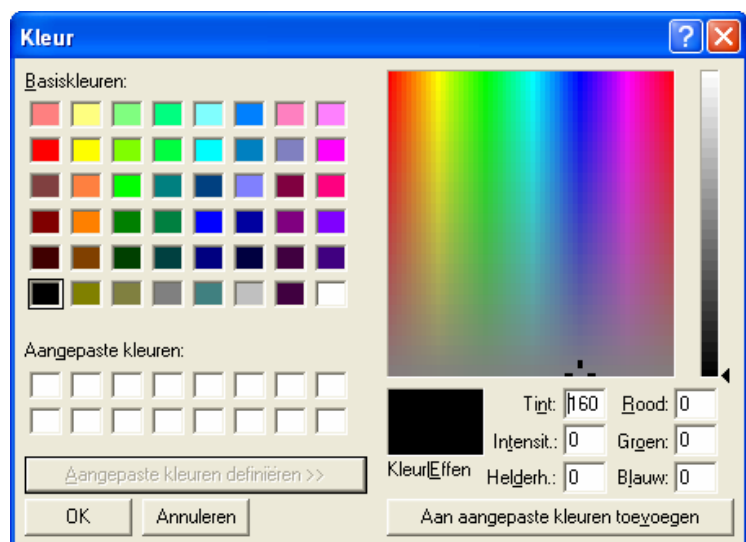 Kleur
Basiskleuren:
Aangepaste kleuren:
Aangepaste kleuren definiëren >>
OK Annuleren
Kleur|Effen
Tint: 160 Rood: 0
Intensit.: 0 Groen: 0
Helderh.: 0 Blauw: 0
Aan aangepaste kleuren toevoegen